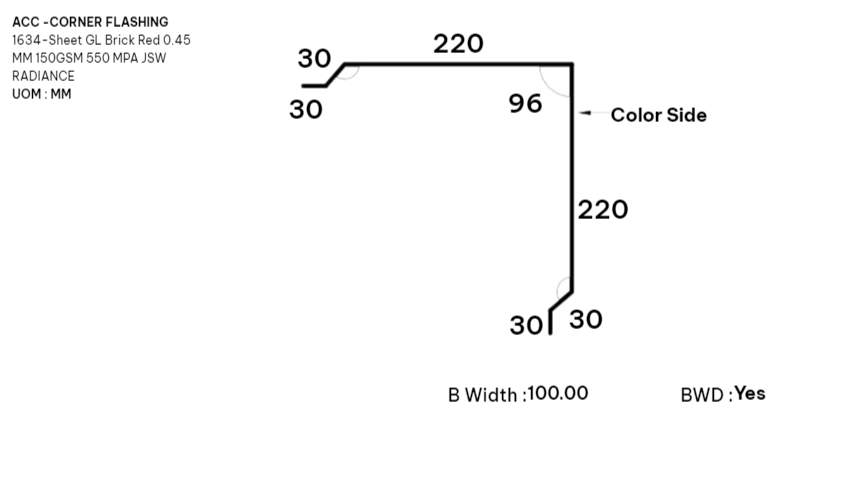 ACC -CORNER FLASHING
1634-Sheet GL Brick Red 0.45
MM 150GSM 550 MPA JSW
RADIANCE
UOM : MM
220
30
30
96
Color Side
220
30
30
B Width :100.00
BWD :Yes